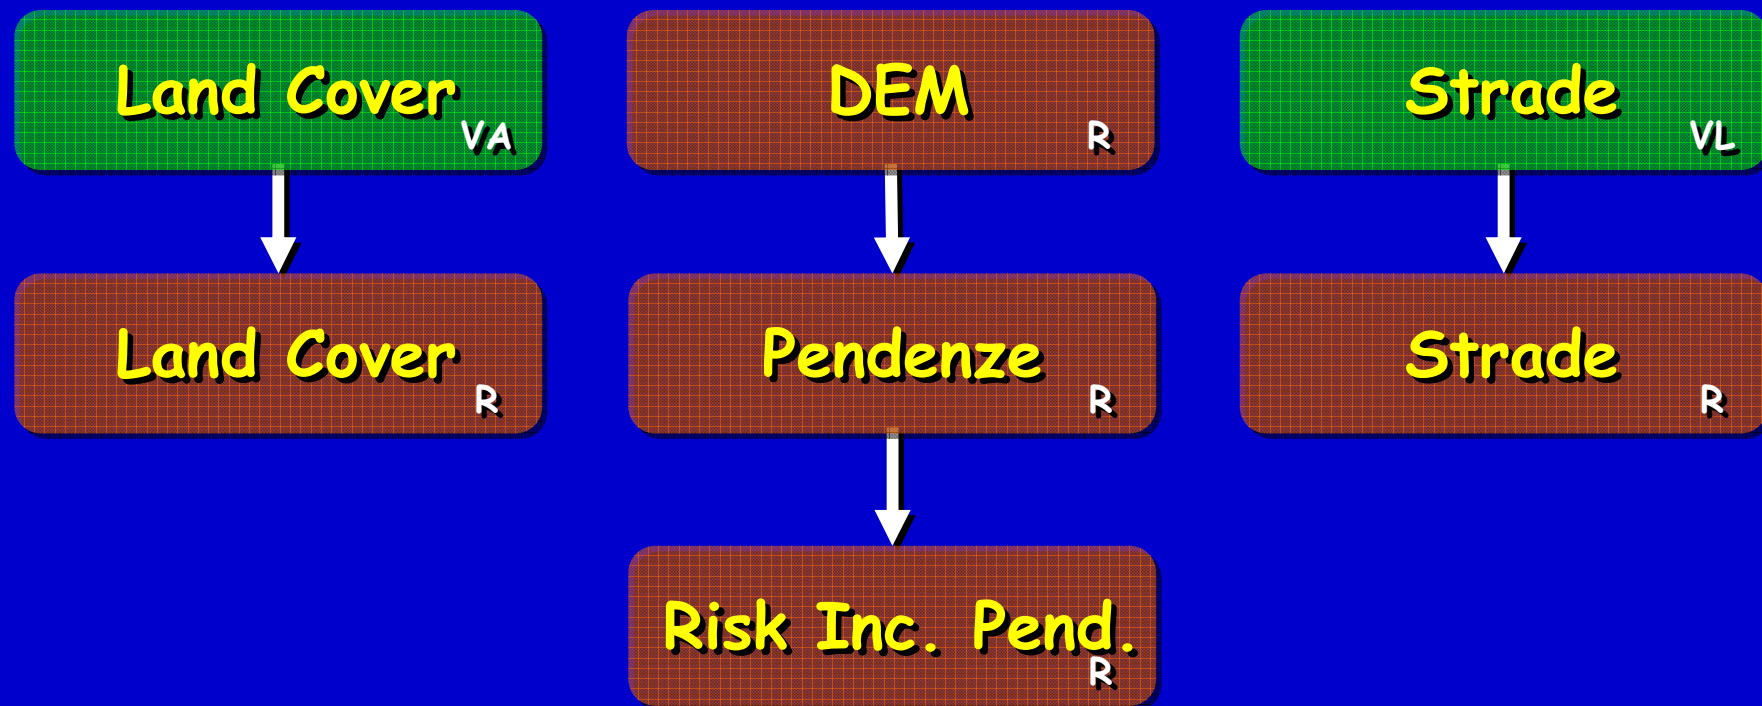 Land Cover
VA
DEM
R
Strade
VL
Land Cover
R
Pendenze
R
Strade
R
Risk Inc. Pend.
R